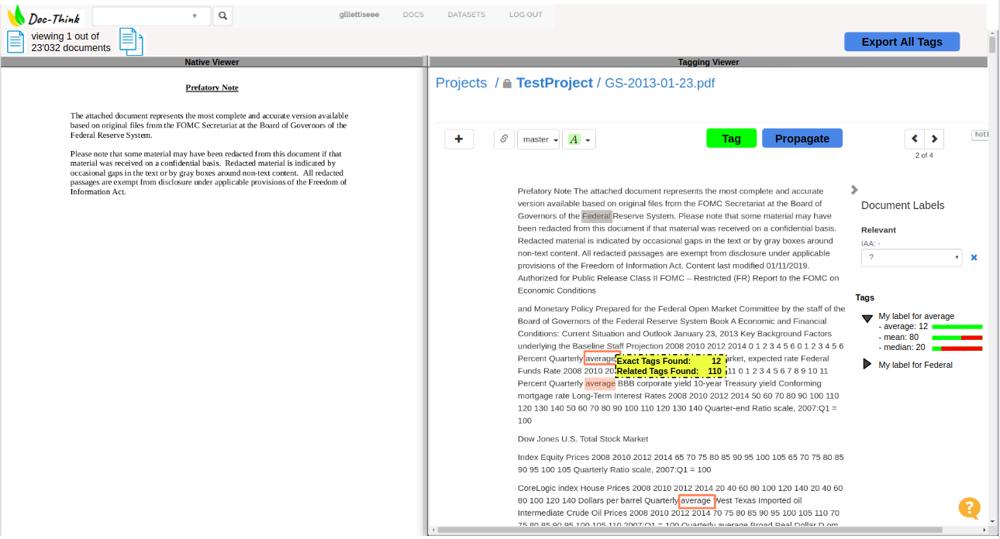 Doc-Think
glllettiseee DOCS DATASETS LOG OUT
viewing 1 out of
23'032 documents
Export All Tags
Native Viewer
Tagging Viewer
Prefatory Note
The attached document represents the most complete and accurate version available
based on original files from the FOMC Secretariat at the Board of Governors of the
Federal Reserve System.
Please note that some material may have been redacted from this document if that
material was received on a confidential basis. Redacted material is indicated by
occasional gaps in the text or by gray boxes around non-text content. All redacted
passages are exempt from disclosure under applicable provisions of the Freedom of
Information Act.
Projects / TestProject / GS-2013-01-23.pdf
+ master A Tag Propagate
2 of 4
Prefatory Note The attached document represents the most complete and accurate
version available based on original files from the FOMC Secretariat at the Board of
Governors of the Federal Reserve System. Please note that some material may have
been redacted from this document if that material was received on a confidential basis.
Redacted material is indicated by occasional gaps in the text or by gray boxes around
non-text content. All redacted passages are exempt from disclosure under applicable
provisions of the Freedom of Information Act. Content last modified 01/11/2019.
Authorized for Public Release Class II FOMC – Restricted (FR) Report to the FOMC on
Economic Conditions
and Monetary Policy Prepared for the Federal Open Market Committee by the staff of the
Board of Governors of the Federal Reserve System Book A Economic and Financial
Conditions: Current Situation and Outlook January 23, 2013 Key Background Factors
underlying the Baseline Staff Projection 2008 2010 2012 2014 0 1 2 3 4 5 6 0 1 2 3 4 5 6
Percent Quarterly average arket, expected rate Federal
Funds Rate 2008 2010 20 11 0 1 2 3 4 5 6 7 8 9 10 11
Exact Tags Found: 12
Related Tags Found: 110
Percent Quarterly average BBB corporate yield 10-year Treasury yield Conforming
mortgage rate Long-Term Interest Rates 2008 2010 2012 2014 50 60 70 80 90 100 110
120 130 140 50 60 70 80 90 100 110 120 130 140 Quarter-end Ratio scale, 2007:Q1 =
100
Dow Jones U.S. Total Stock Market
Index Equity Prices 2008 2010 2012 2014 65 70 75 80 85 90 95 100 105 65 70 75 80 85
90 95 100 105 Quarterly Ratio scale, 2007:Q1 = 100
CoreLogic index House Prices 2008 2010 2012 2014 20 40 60 80 100 120 140 20 40 60
80 100 120 140 Dollars per barrel Quarterly average West Texas Imported oil
Intermediate Crude Oil Prices 2008 2010 2012 2014 70 75 80 85 90 95 100 105 110 70
75 80 85 90 95 100 105 110 2007:Q1 = 100 Quarterly average Broad Real Dollar D om
Document Labels
Relevant
IAA: -
?
Tags
My label for average
- average: 12
- mean: 80
- median: 20
My label for Federal
?